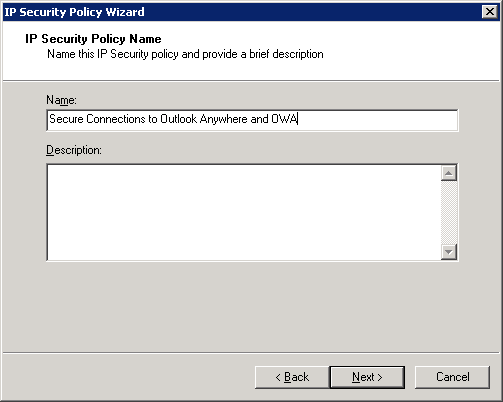 IP Security Policy Wizard
IP Security Policy Name
Name this IP Security policy and provide a brief description
Name:
Secure Connections to Outlook Anywhere and OWA
Description:
< Back
Next >
Cancel